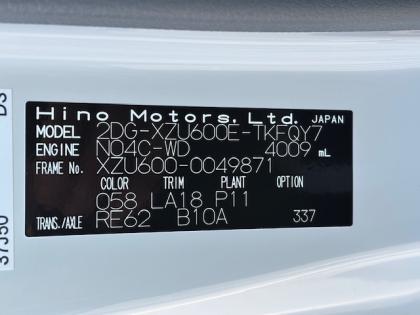 Hino Motors, Ltd. JAPAN
MODEL 2DG-XZU600E-TKFQY7
ENGINE N04C-WD 4009 mL
FRAME No. XZU600-0049871
COLOR TRIM PLANT OPTION
058 LA18 P11
TRANS./AXLE RE62 B10A 337
37350